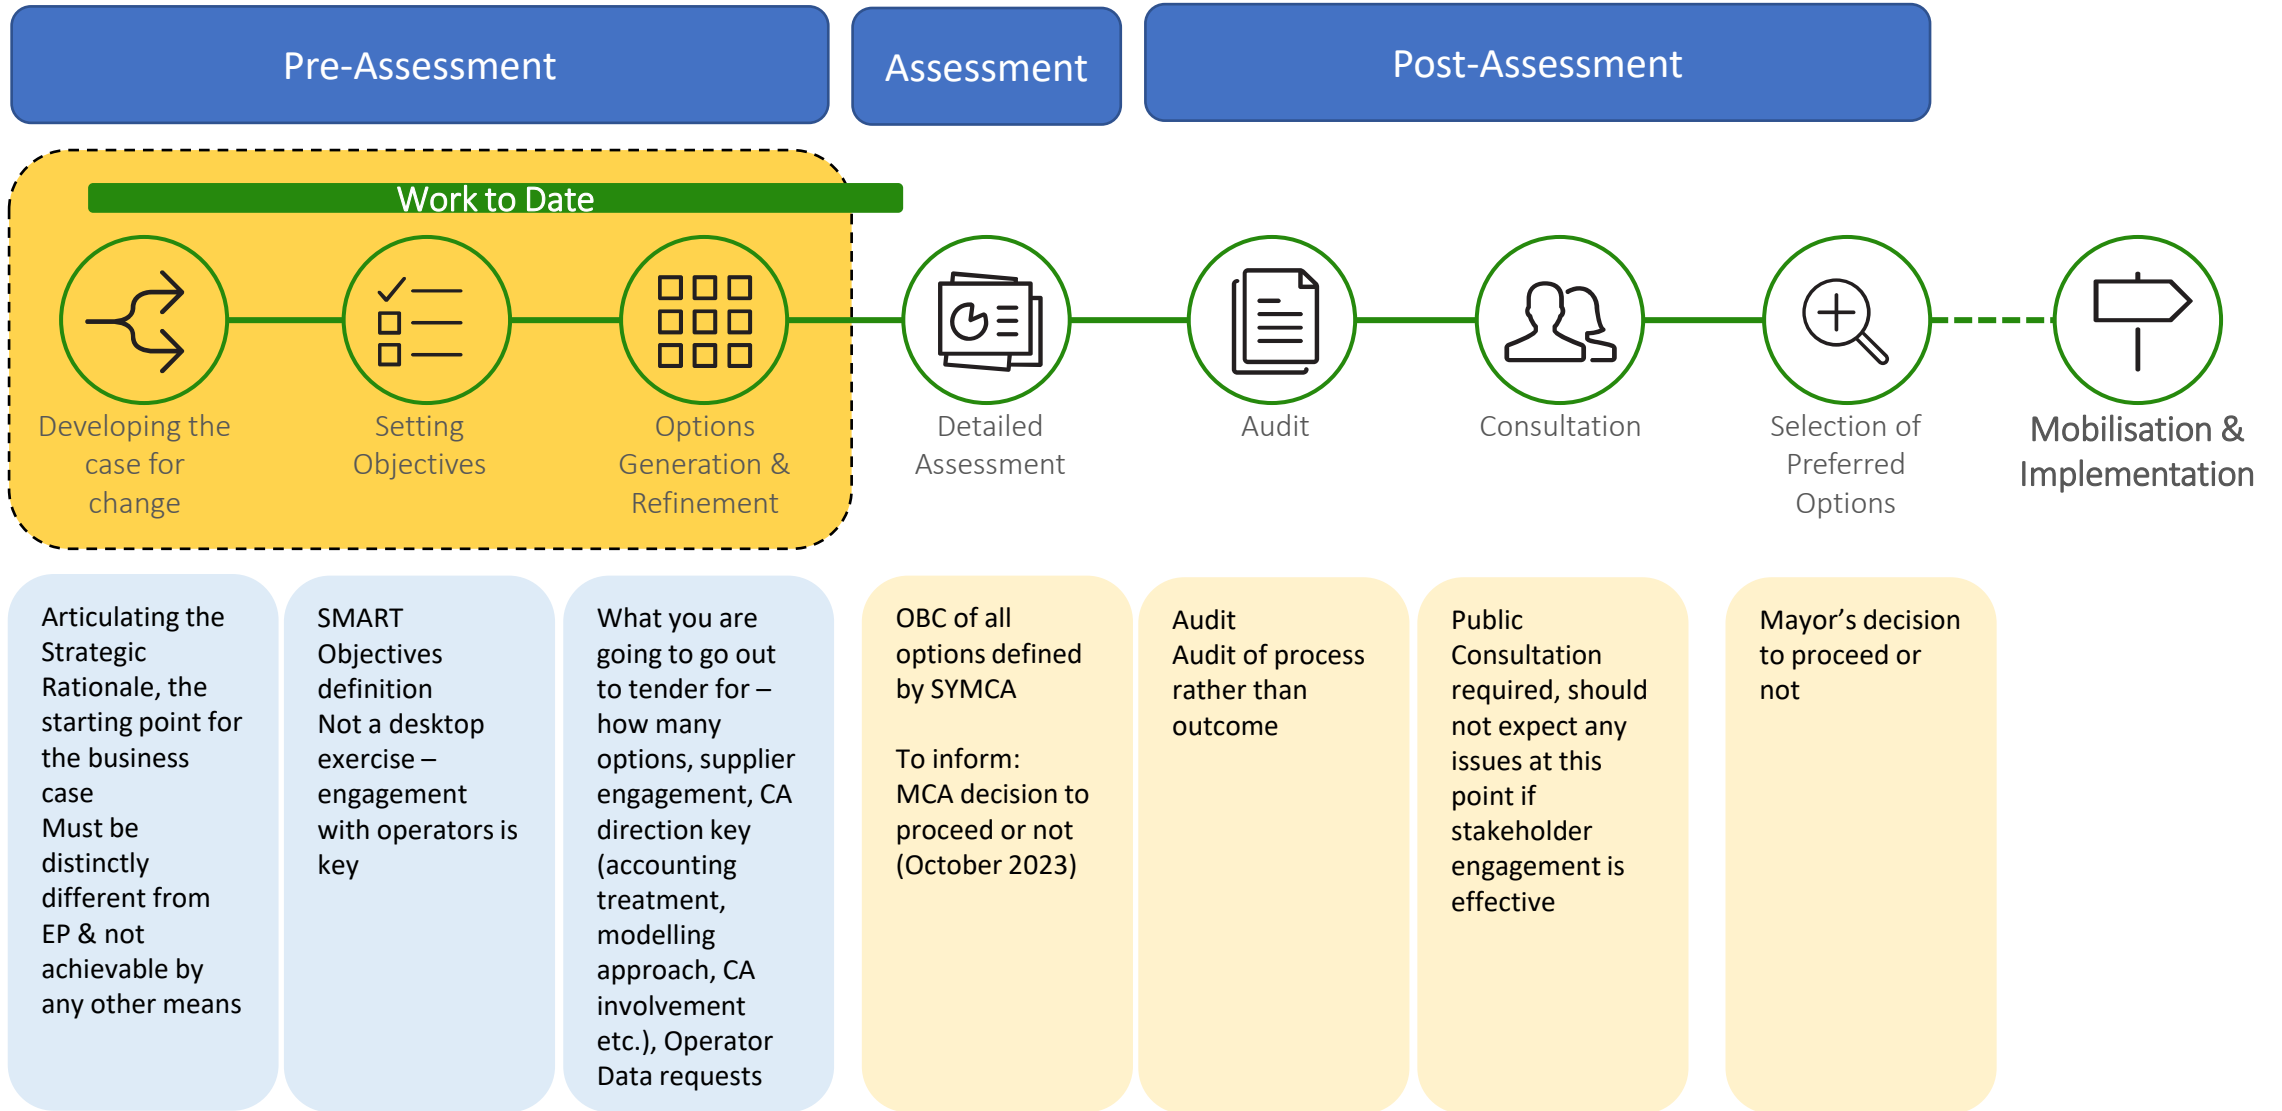 Pre-Assessment
Assessment
Post-Assessment
Work to Date
Developing the
case for
change
Setting
Objectives
Options
Generation &
Refinement
Detailed
Assessment
Audit
Consultation
Selection of
Preferred
Options
Mobilisation &
Implementation
Articulating the
Strategic
Rationale, the
starting point for
the business
case
Must be
distinctly
different from
EP & not
achievable by
any other means
SMART
Objectives
definition
Not a desktop
exercise –
engagement
with operators is
key
What you are
going to go out
to tender for –
how many
options, supplier
engagement, CA
direction key
(accounting
treatment,
modelling
approach, CA
involvement
etc.), Operator
Data requests
OBC of all
options defined
by SYMCA
To inform:
MCA decision to
proceed or not
(October 2023)
Audit
Audit of process
rather than
outcome
Public
Consultation
required, should
not expect any
issues at this
point if
stakeholder
engagement is
effective
Mayor’s decision
to proceed or
not